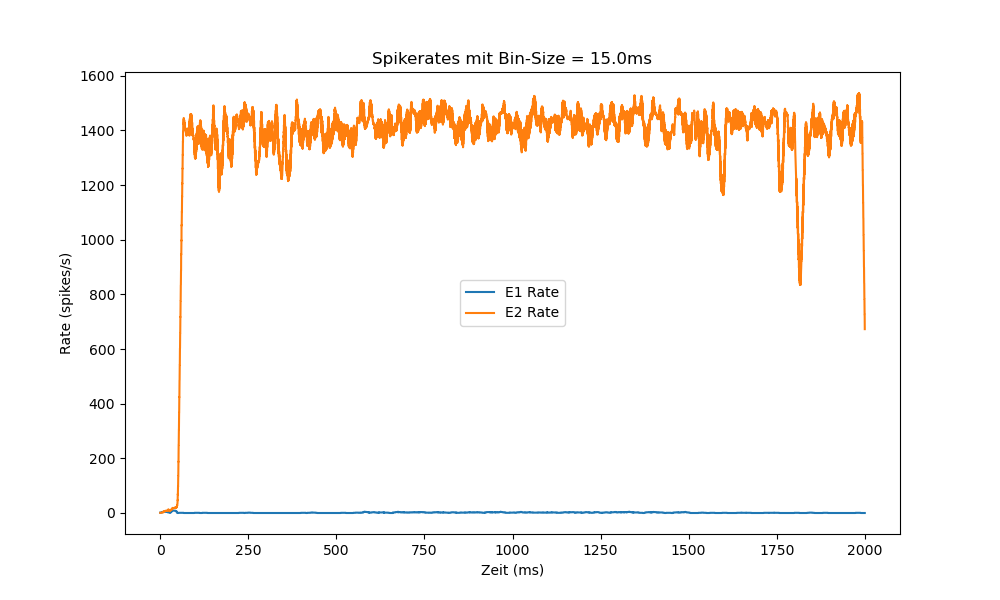 Spikerates mit Bin-Size = 15.0ms
1600
1400
1200
1000
800
600
400
200
0
Rate (spikes/s)
E1 Rate
E2 Rate
0 250 500 750 1000 1250 1500 1750 2000
Zeit (ms)